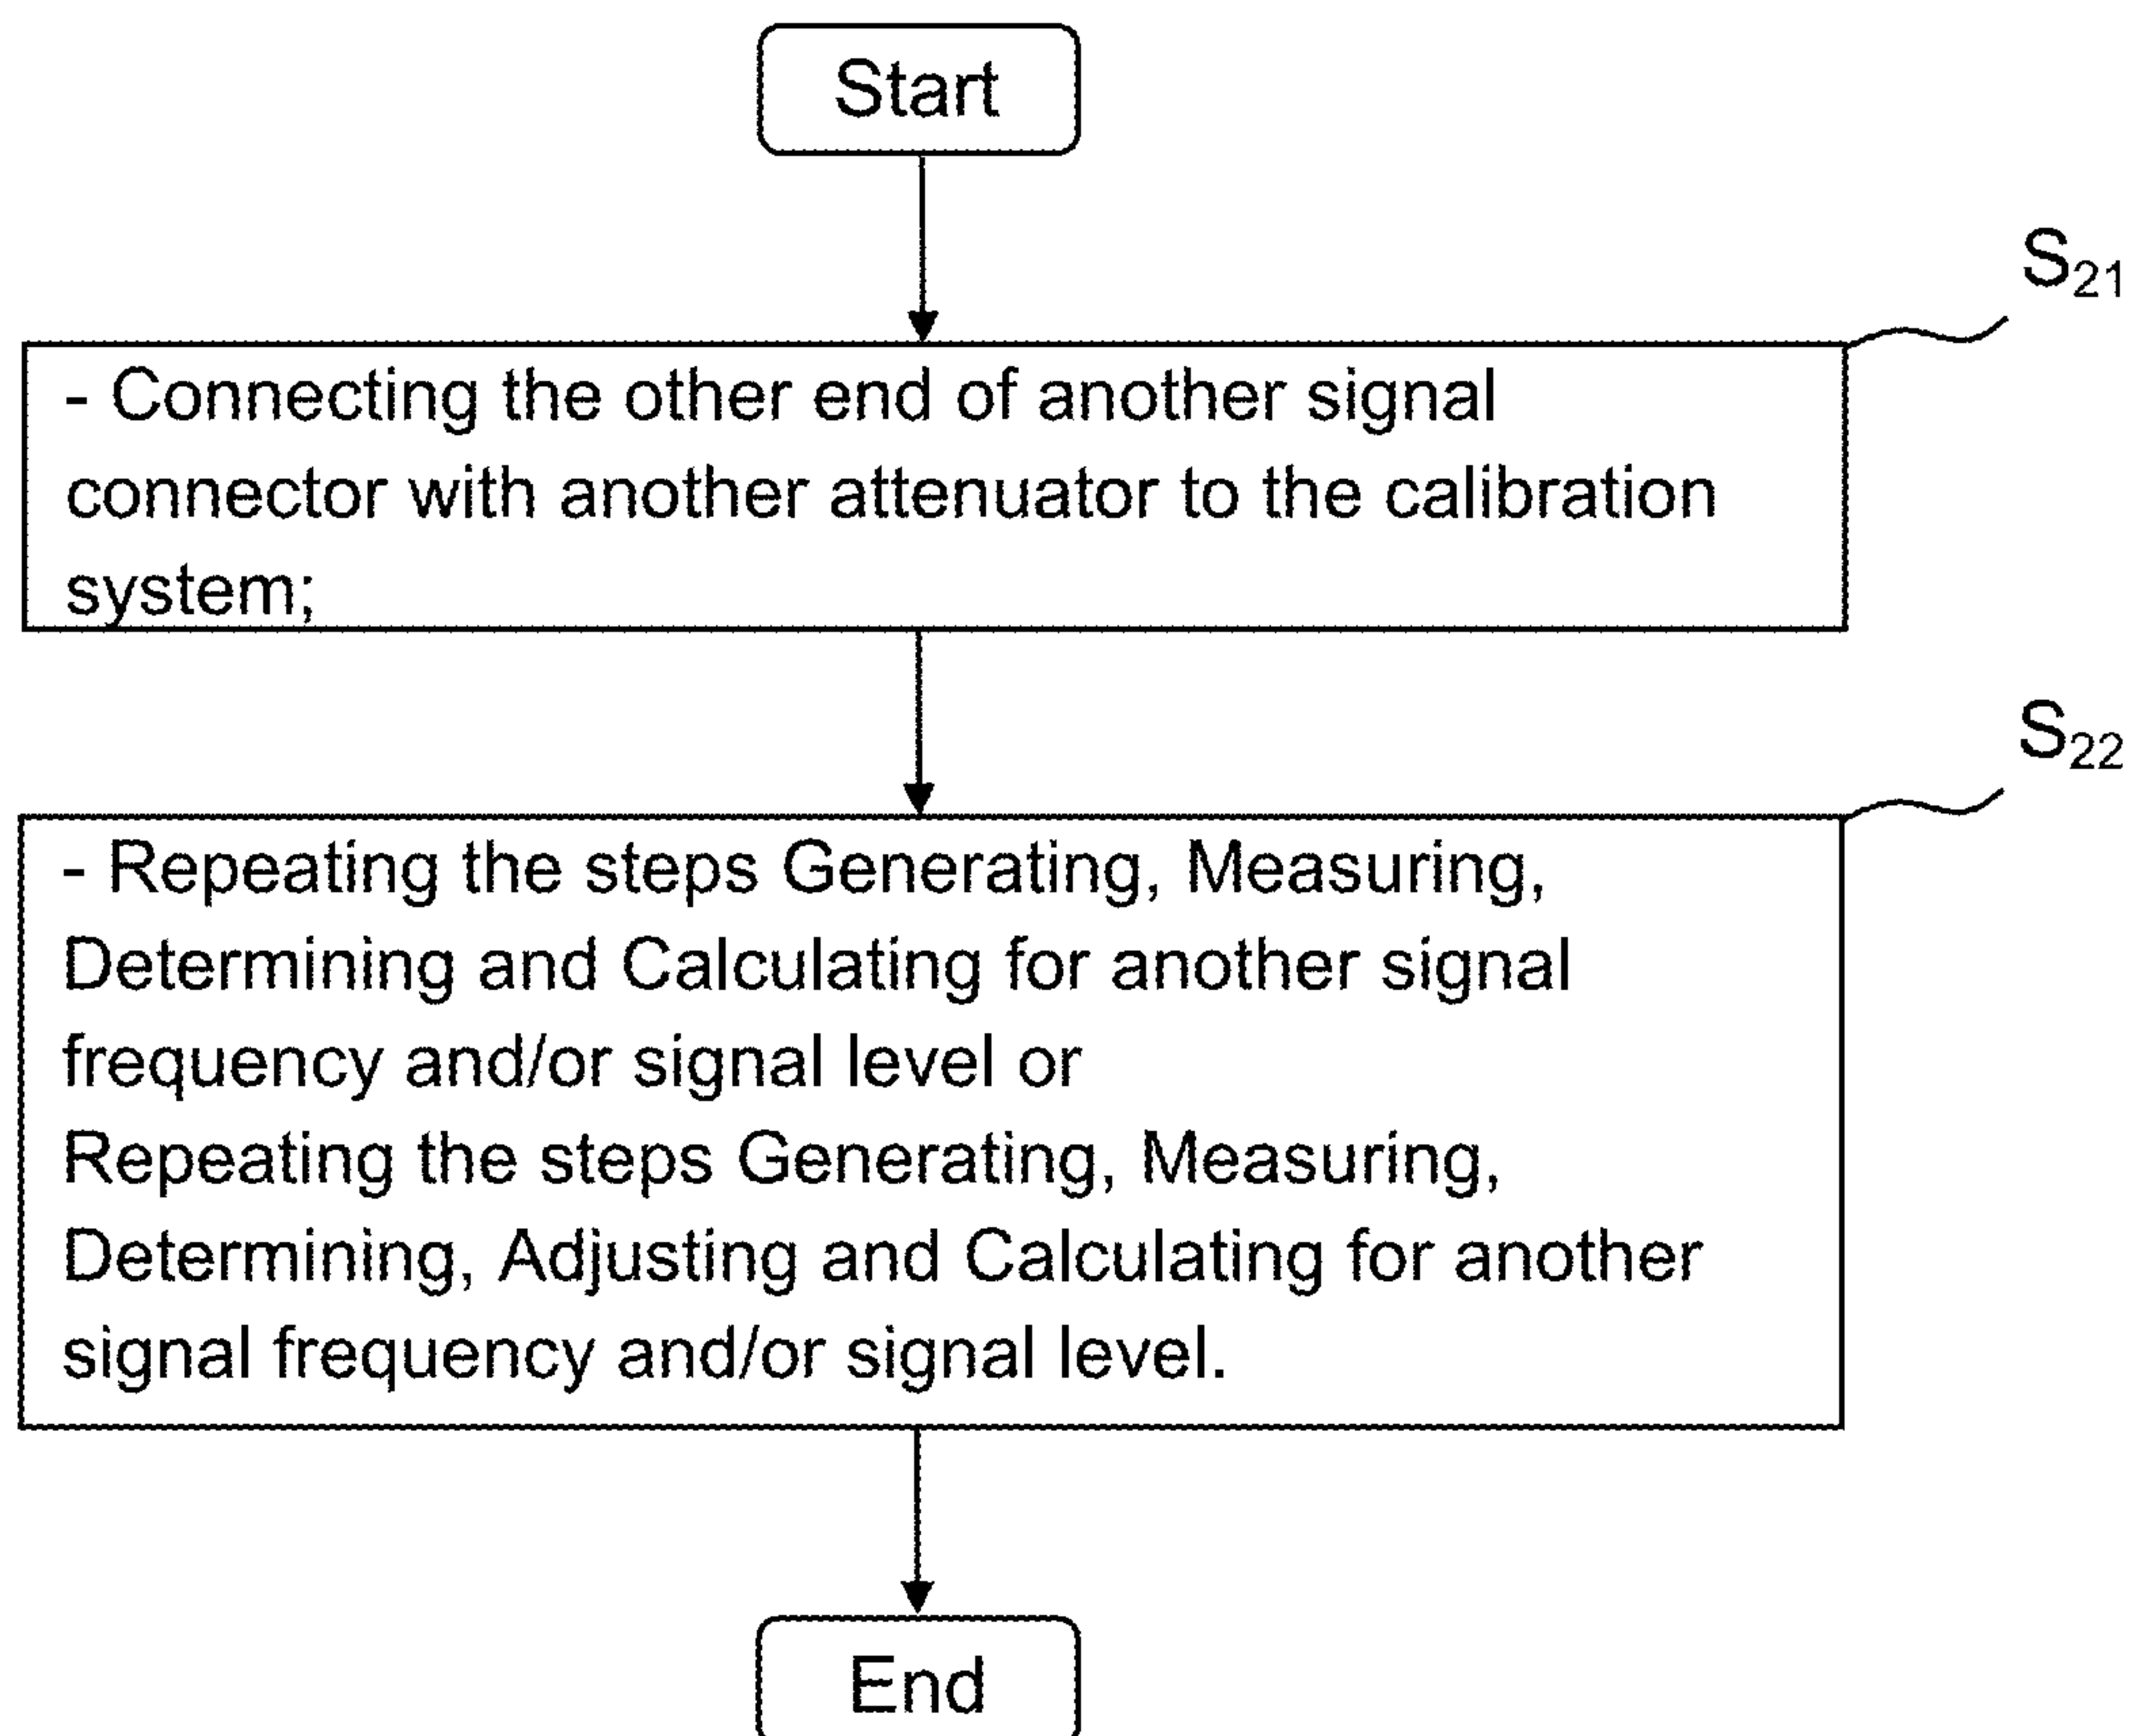 Start
S21
- Connecting the other end of another signal
connector with another attenuator to the calibration
system;
S22
- Repeating the steps Generating, Measuring,
Determining and Calculating for another signal
frequency and/or signal level or
Repeating the steps Generating, Measuring,
Determining, Adjusting and Calculating for another
signal frequency and/or signal level.
End